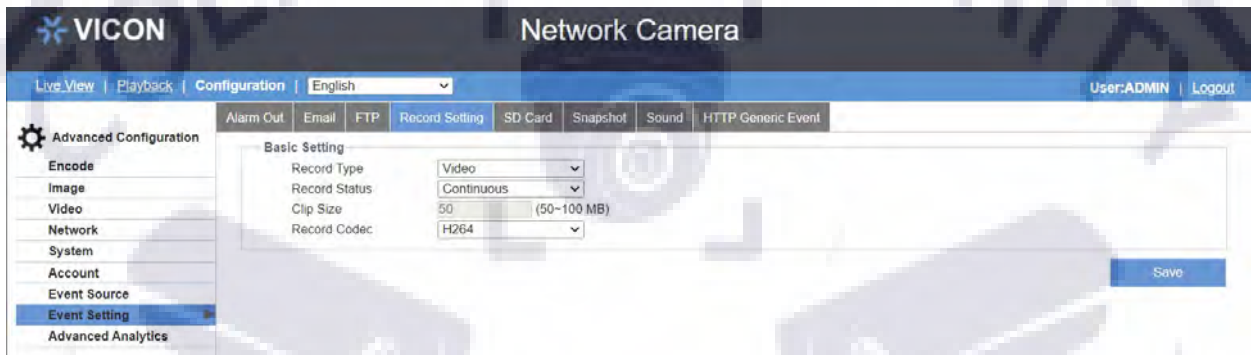 VICON
Network Camera
Live View | Playback | Configuration | English
User:ADMIN | Logout
Alarm Out Email FTP Record Setting SD Card Snapshot Sound HTTP Generic Event
Advanced Configuration
Encode
Image
Video
Network
System
Account
Event Source
Event Setting
Advanced Analytics
Basic Setting
Record Type Video
Record Status Continuous
Clip Size 50 (50~100 MB)
Record Codec H264
Save